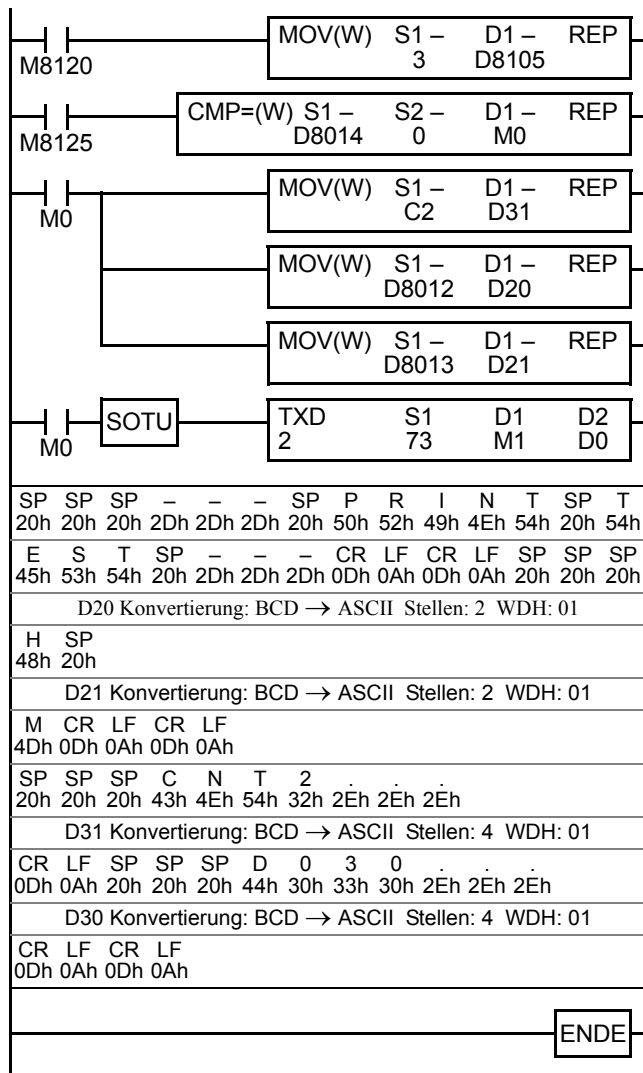 MOV(W) S1 – D1 – REP
M8120 3 D8105
CMP=(W) S1 – S2 – D1 – REP
M8125 D8014 0 M0
MOV(W) S1 – D1 – REP
M0 C2 D31
MOV(W) S1 – D1 – REP
D8012 D20
MOV(W) S1 – D1 – REP
D8013 D21
SOTU TXD S1 D1 D2
M0 2 73 M1 D0
SP SP SP – – – SP P R I N T SP T
20h 20h 20h 2Dh 2Dh 2Dh 20h 50h 52h 49h 4Eh 54h 20h 54h
E S T SP – – – CR LF CR LF SP SP SP
45h 53h 54h 20h 2Dh 2Dh 2Dh 0Dh 0Ah 0Dh 0Ah 20h 20h 20h
D20 Konvertierung: BCD → ASCII Stellen: 2 WDH: 01
H SP
48h 20h
D21 Konvertierung: BCD → ASCII Stellen: 2 WDH: 01
M CR LF CR LF
4Dh 0Dh 0Ah 0Dh 0Ah
SP SP SP C N T 2 . . .
20h 20h 20h 43h 4Eh 54h 32h 2Eh 2Eh 2Eh
D31 Konvertierung: BCD → ASCII Stellen: 4 WDH: 01
CR LF SP SP SP D 0 3 0 . . .
0Dh 0Ah 20h 20h 20h 44h 30h 33h 30h 2Eh 2Eh 2Eh
D30 Konvertierung: BCD → ASCII Stellen: 4 WDH: 01
CR LF CR LF
0Dh 0Ah 0Dh 0Ah
ENDE